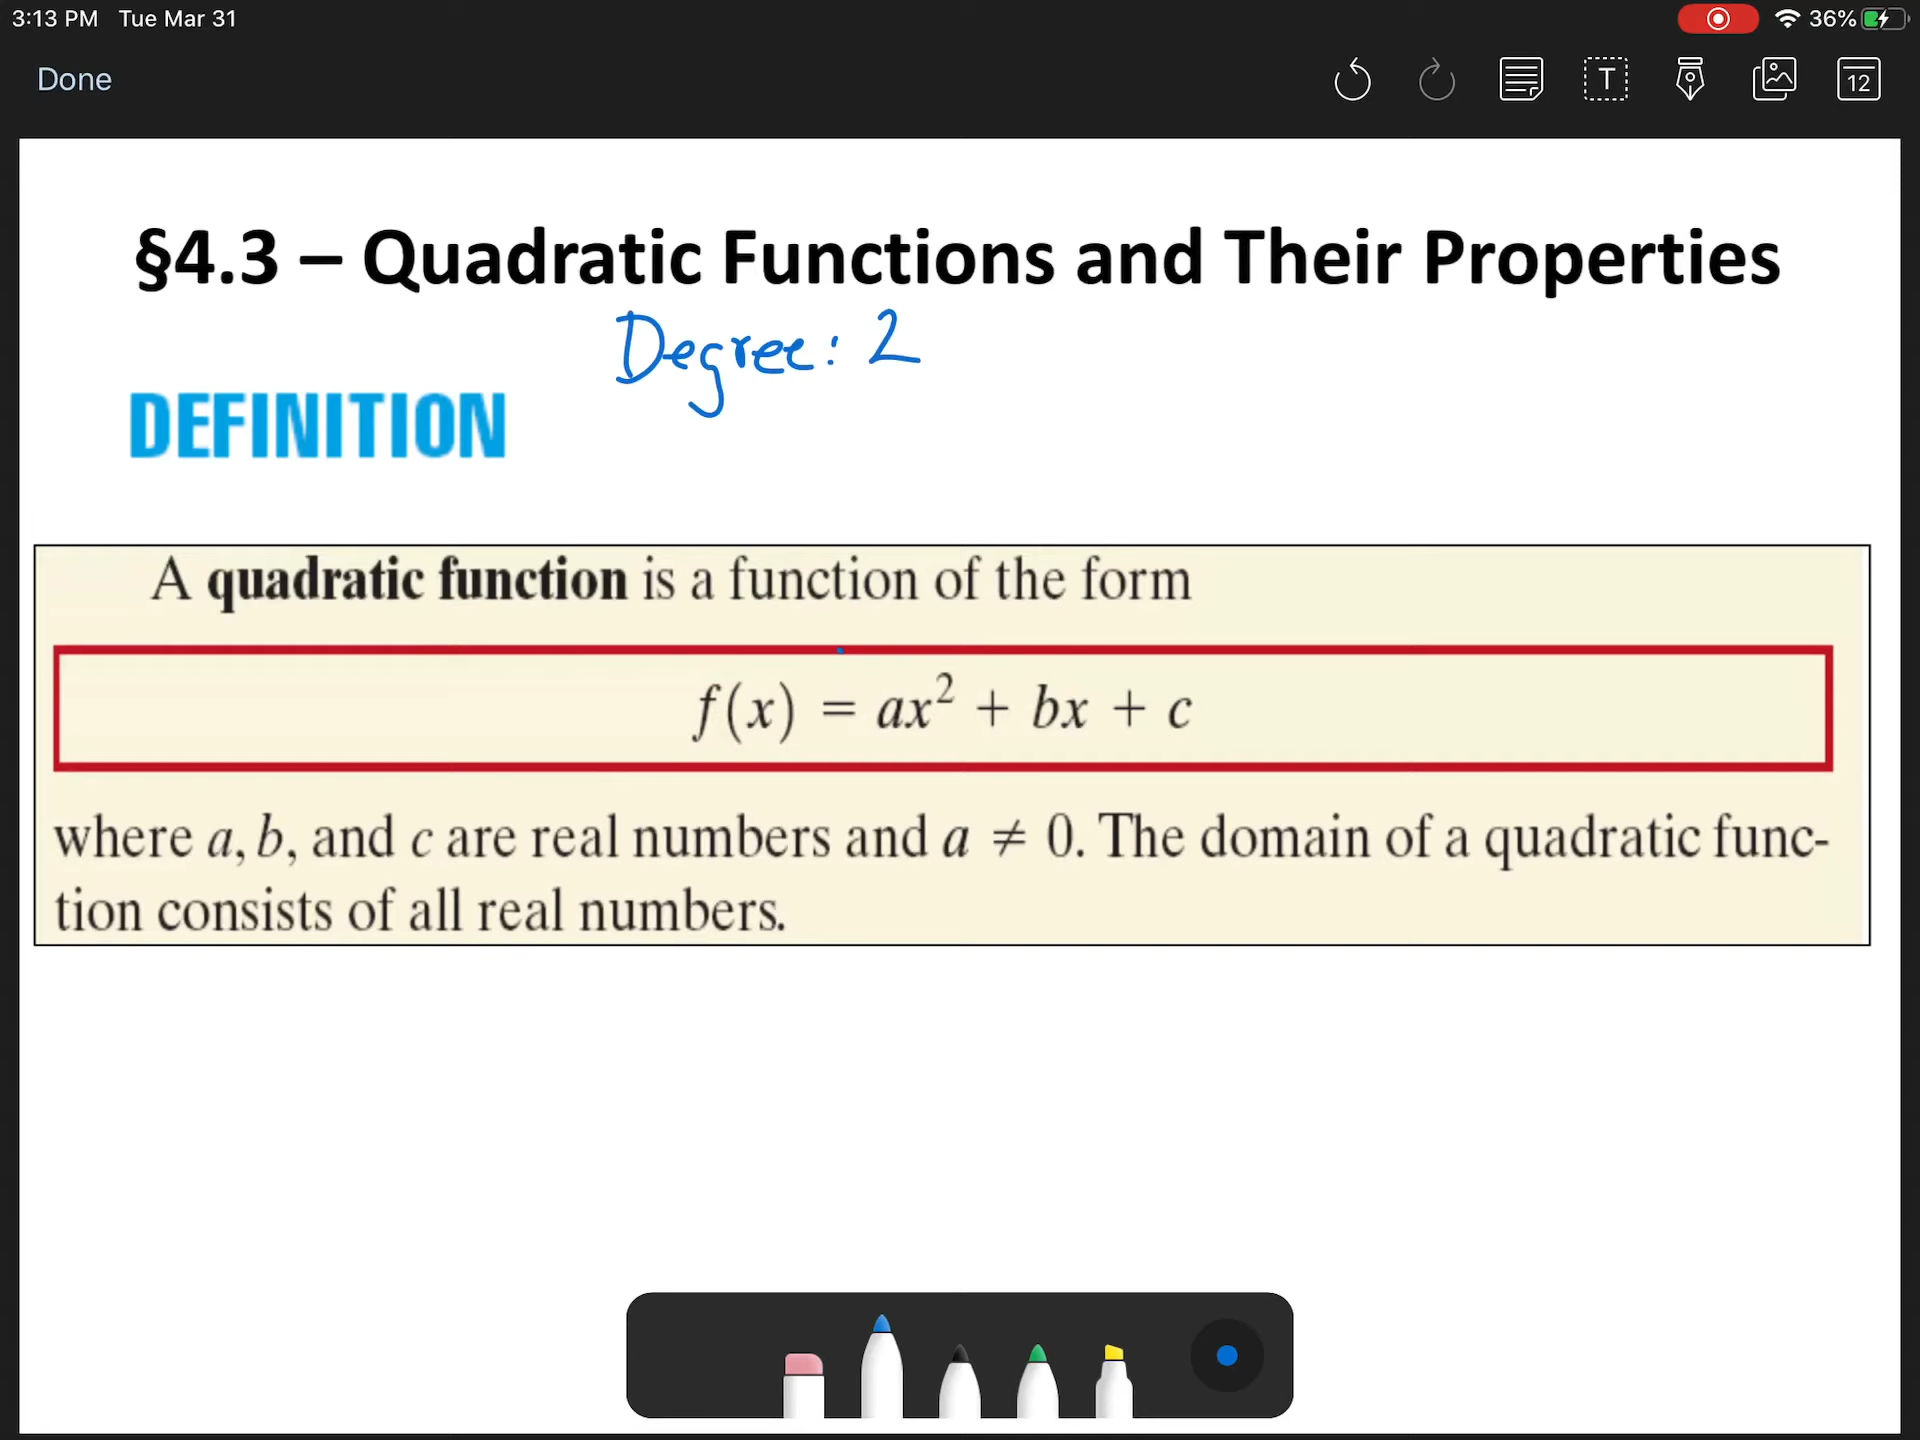 3:13 PM Tue Mar 31 36%
Done T 12
§4.3 – Quadratic Functions and Their Properties
Degree: 2
DEFINITION
A quadratic function is a function of the form
f(x) = ax² + bx + c
where a, b, and c are real numbers and a ≠ 0. The domain of a quadratic func-
tion consists of all real numbers.